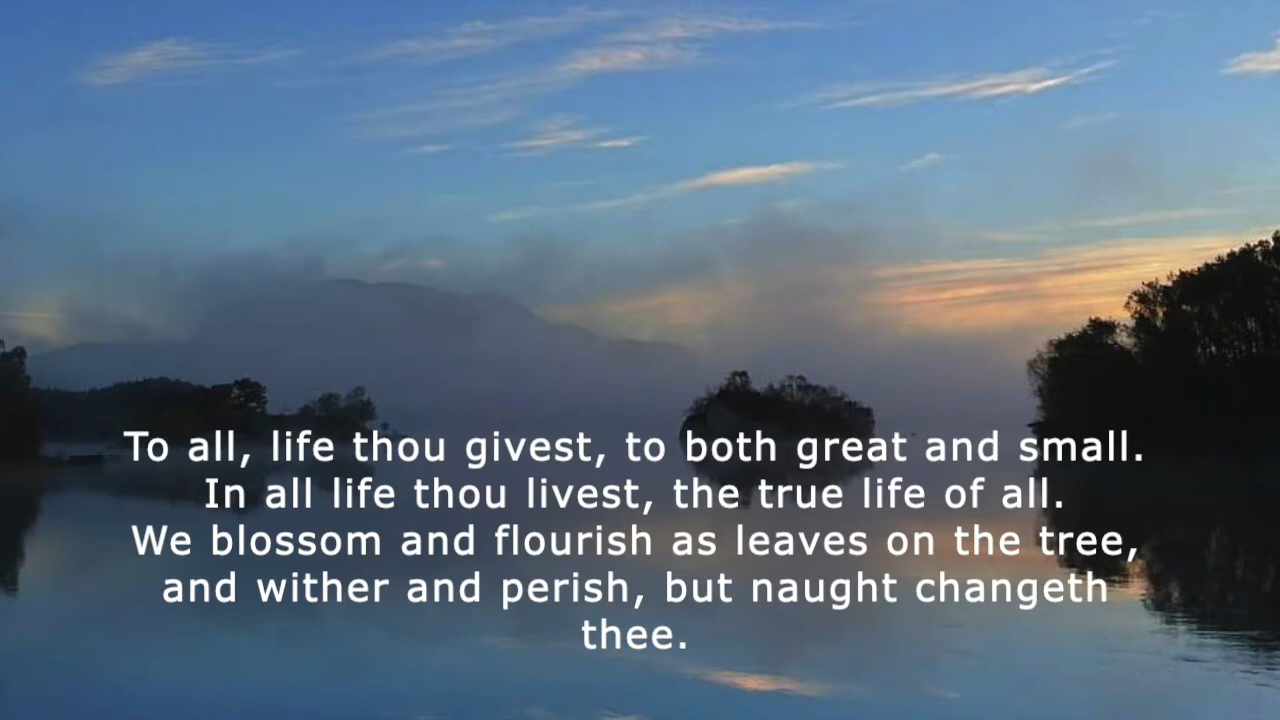 To all, life thou givest, to both great and small.
In all life thou livest, the true life of all.
We blossom and flourish as leaves on the tree,
and wither and perish, but naught changeth
thee.